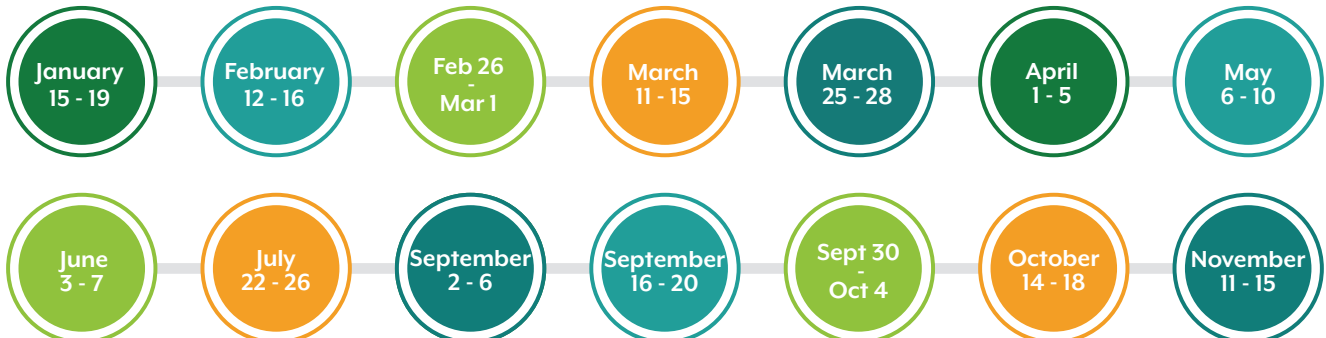 January
15 - 19
February
12 - 16
Feb 26
-
Mar 1
March
11 - 15
March
25 - 28
April
1 - 5
May
6 - 10
June
3 - 7
July
22 - 26
September
2 - 6
September
16 - 20
Sept 30
-
Oct 4
October
14 - 18
November
11 - 15